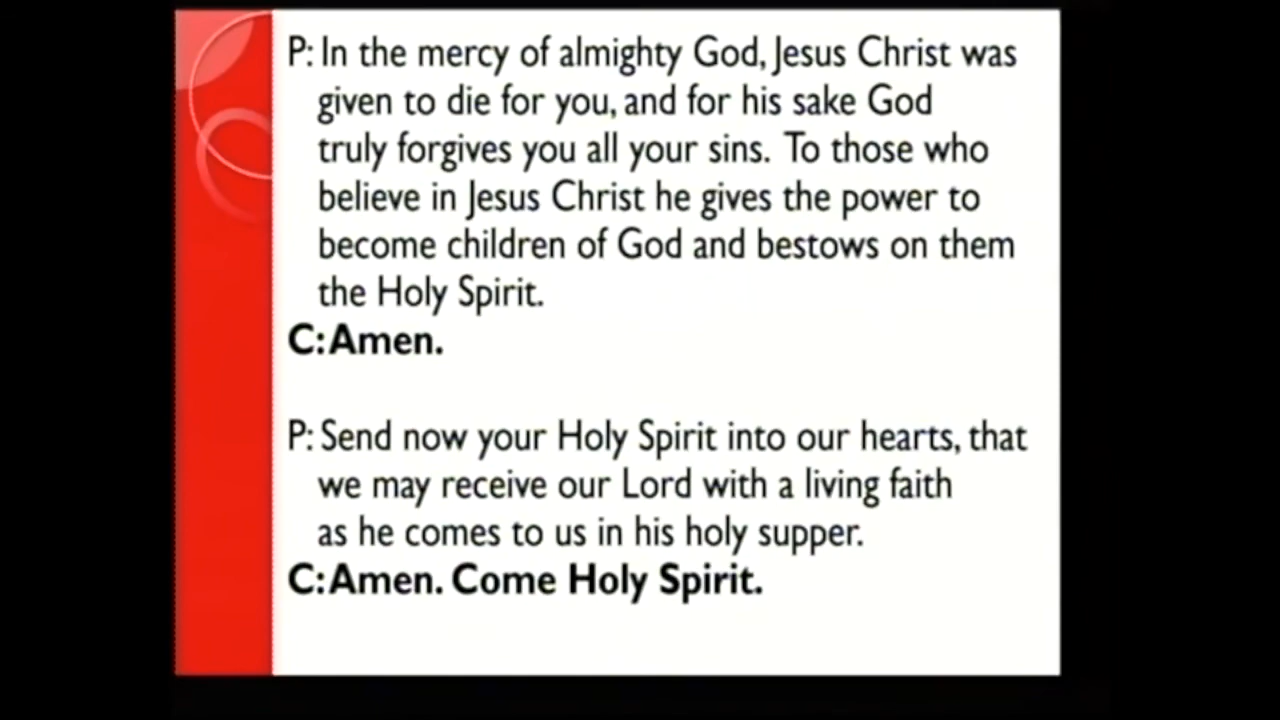 P: In the mercy of almighty God, Jesus Christ was
given to die for you, and for his sake God
truly forgives you all your sins. To those who
believe in Jesus Christ he gives the power to
become children of God and bestows on them
the Holy Spirit.
C: Amen.
P: Send now your Holy Spirit into our hearts, that
we may receive our Lord with a living faith
as he comes to us in his holy supper.
C: Amen. Come Holy Spirit.